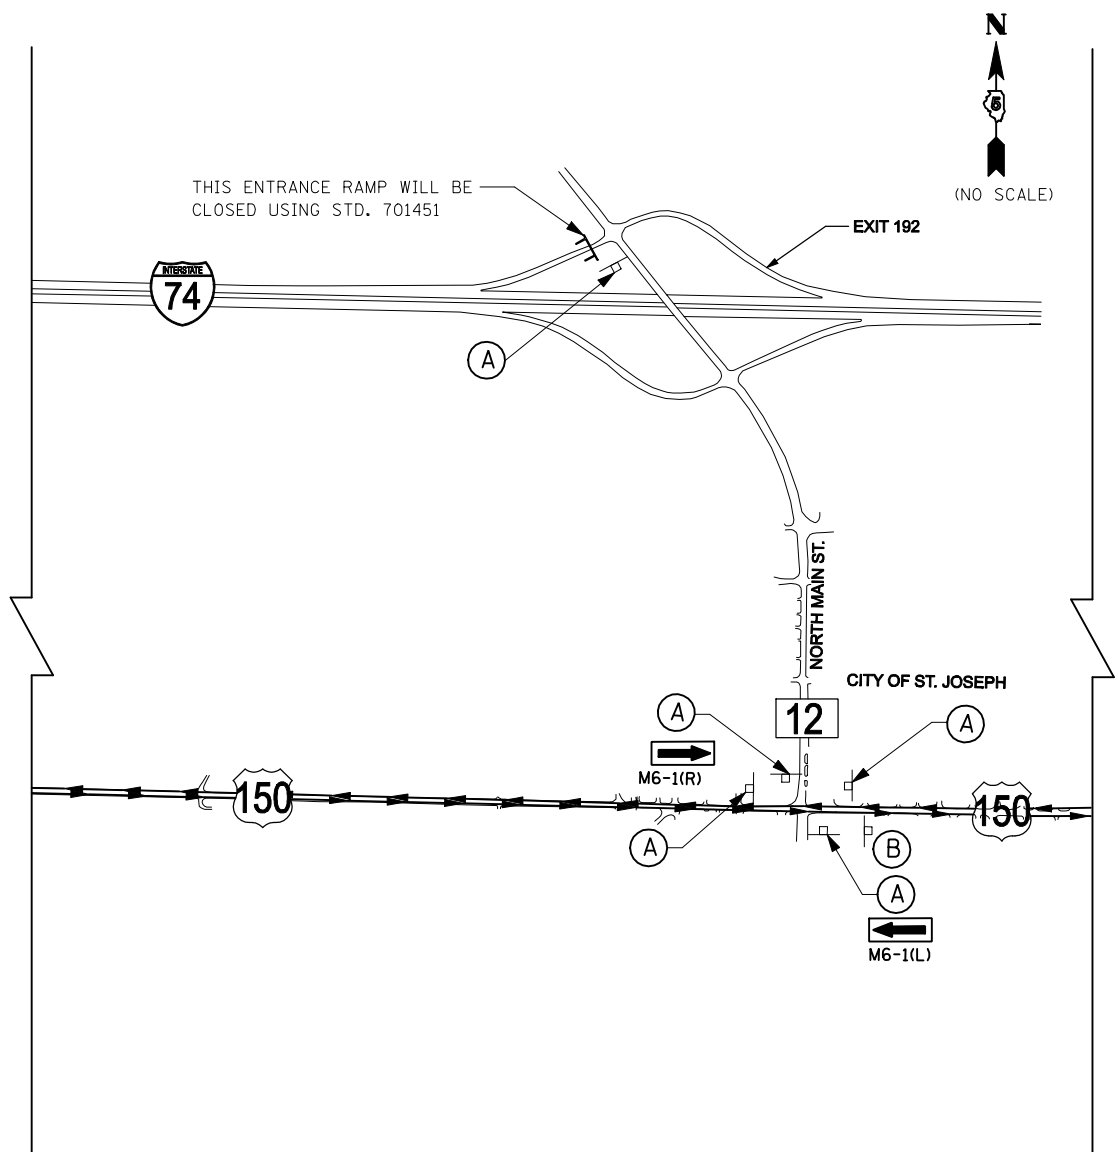 N
5
(NO SCALE)
THIS ENTRANCE RAMP WILL BE
CLOSED USING STD. 701451
EXIT 192
INTERSTATE
74
A
NORTH MAIN ST.
CITY OF ST. JOSEPH
A
12
A
M6-1(R)
150
150
A
B
A
M6-1(L)